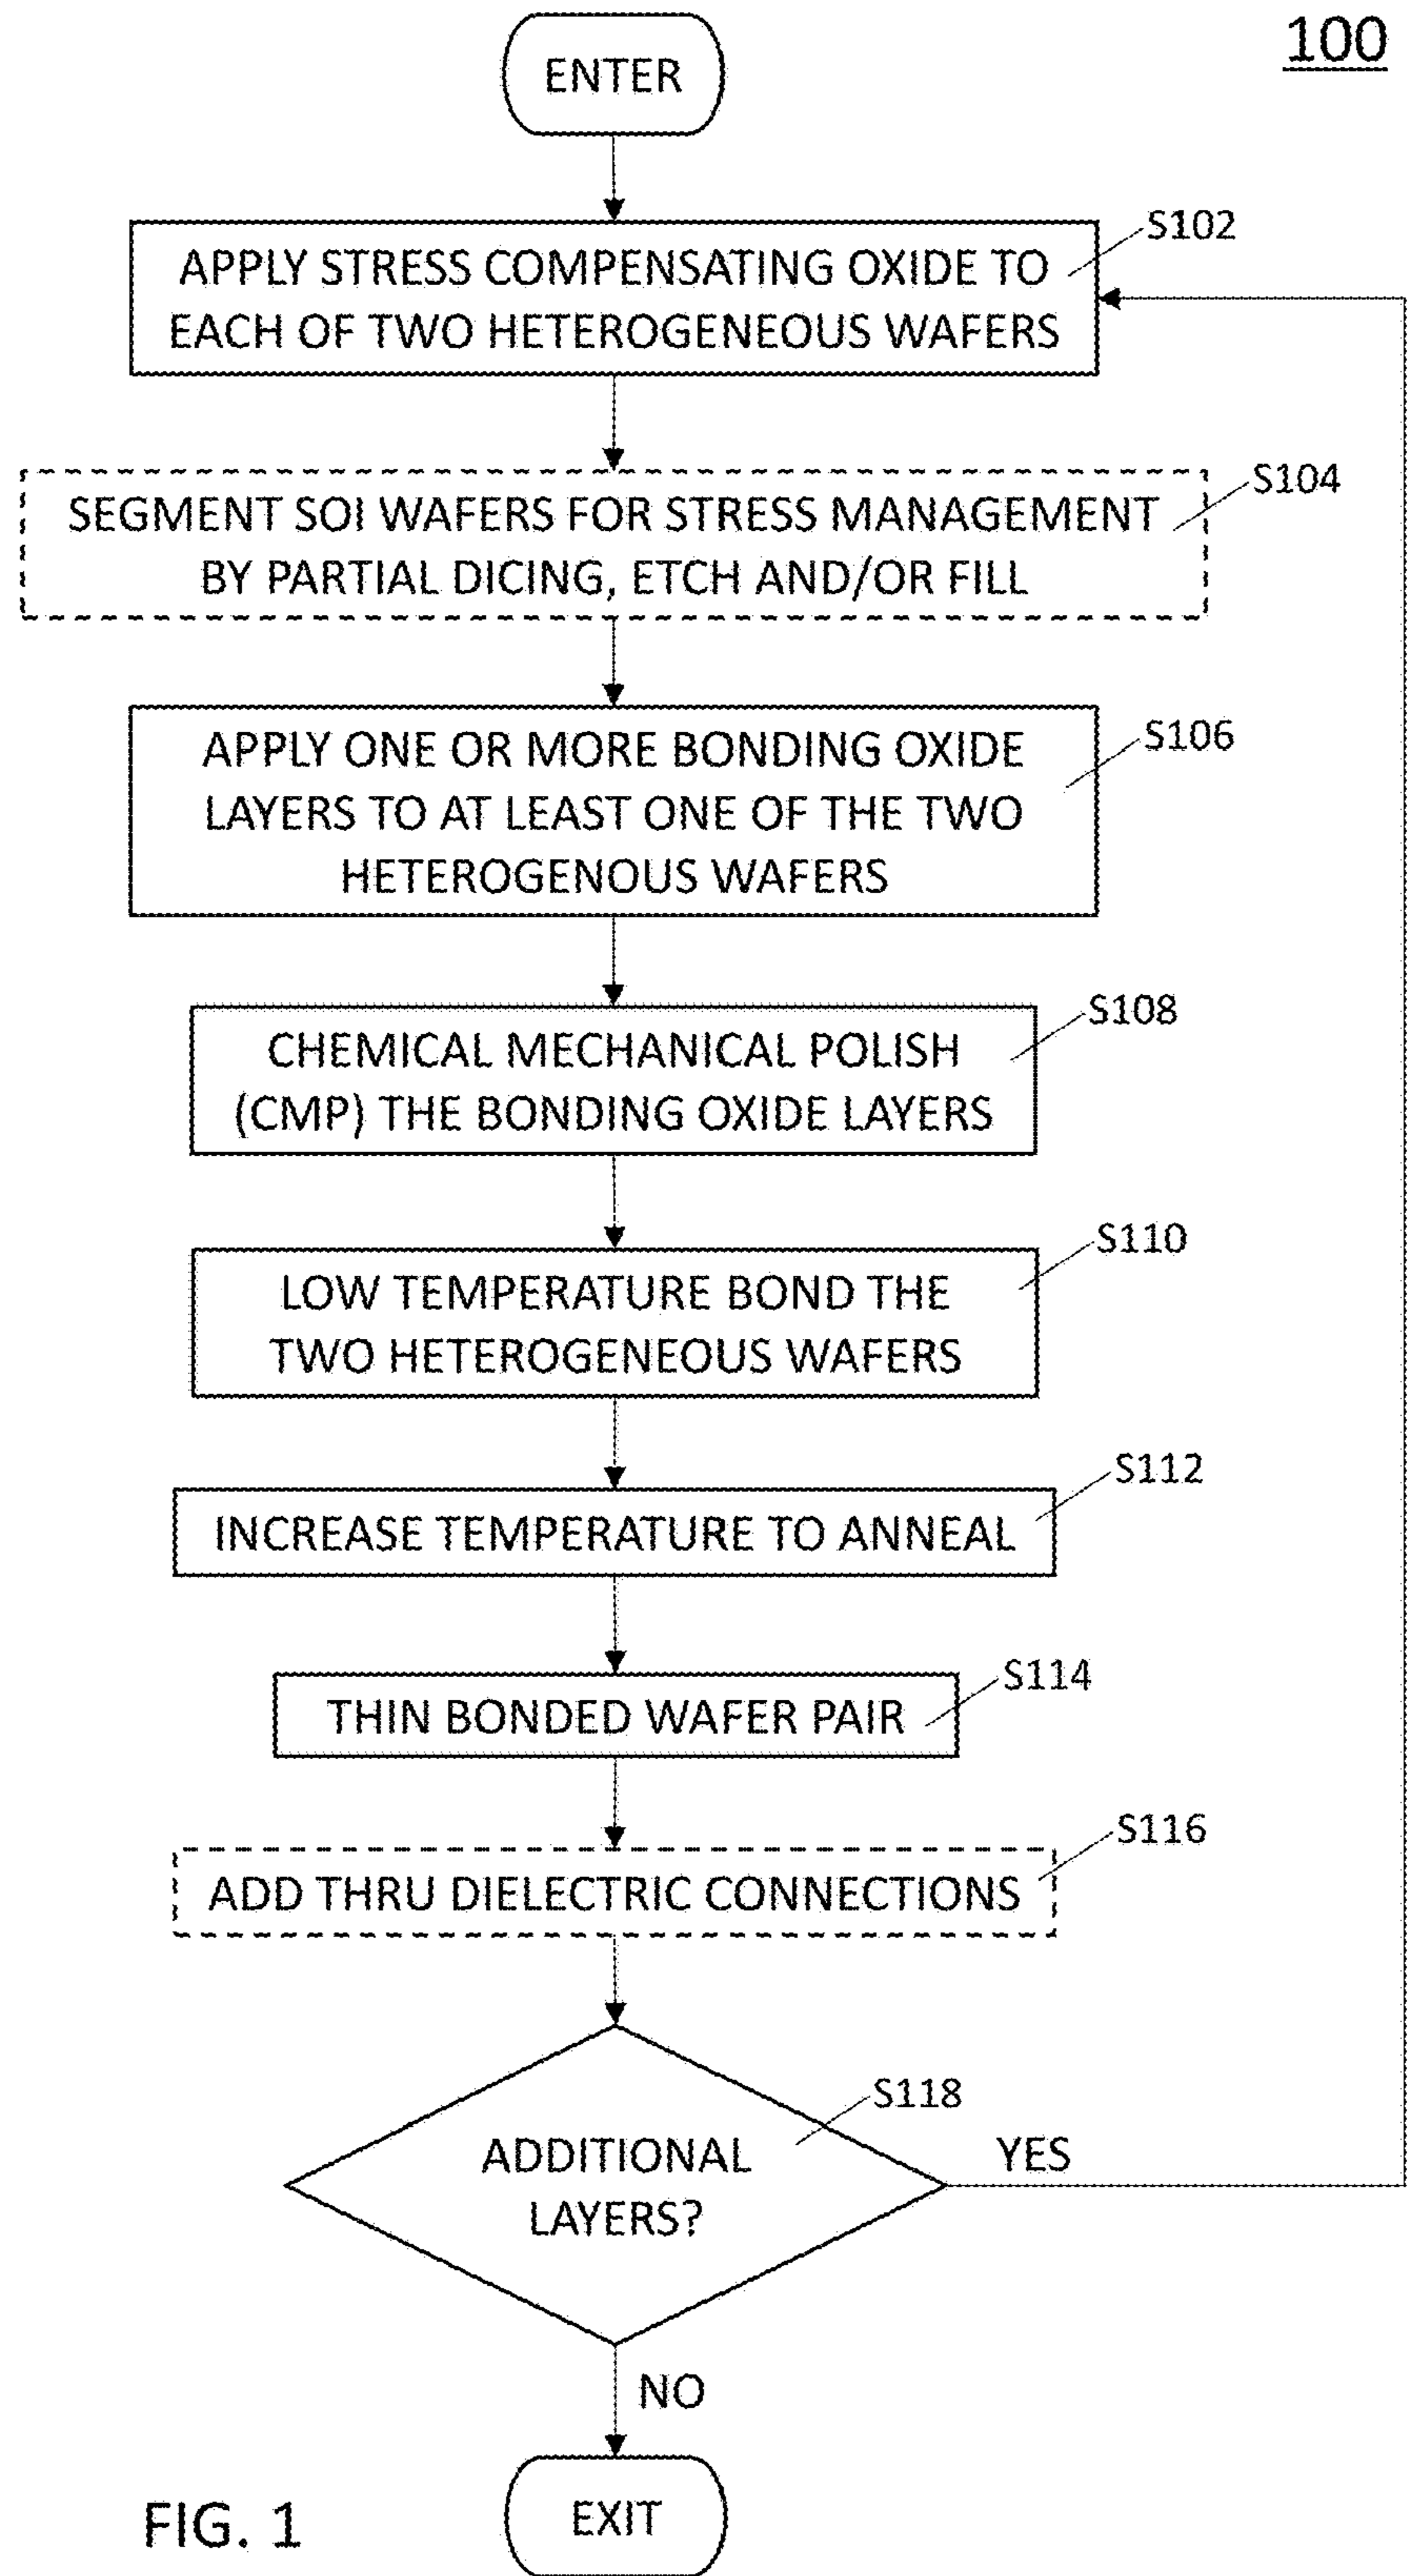 100
ENTER
S102
APPLY STRESS COMPENSATING OXIDE TO
EACH OF TWO HETEROGENEOUS WAFERS
S104
SEGMENT SOI WAFERS FOR STRESS MANAGEMENT
BY PARTIAL DICING, ETCH AND/OR FILL
S106
APPLY ONE OR MORE BONDING OXIDE
LAYERS TO AT LEAST ONE OF THE TWO
HETEROGENOUS WAFERS
S108
CHEMICAL MECHANICAL POLISH
(CMP) THE BONDING OXIDE LAYERS
S110
LOW TEMPERATURE BOND THE
TWO HETEROGENEOUS WAFERS
S112
INCREASE TEMPERATURE TO ANNEAL
S114
THIN BONDED WAFER PAIR
S116
ADD THRU DIELECTRIC CONNECTIONS
S118
ADDITIONAL
LAYERS?
YES
NO
EXIT
FIG. 1